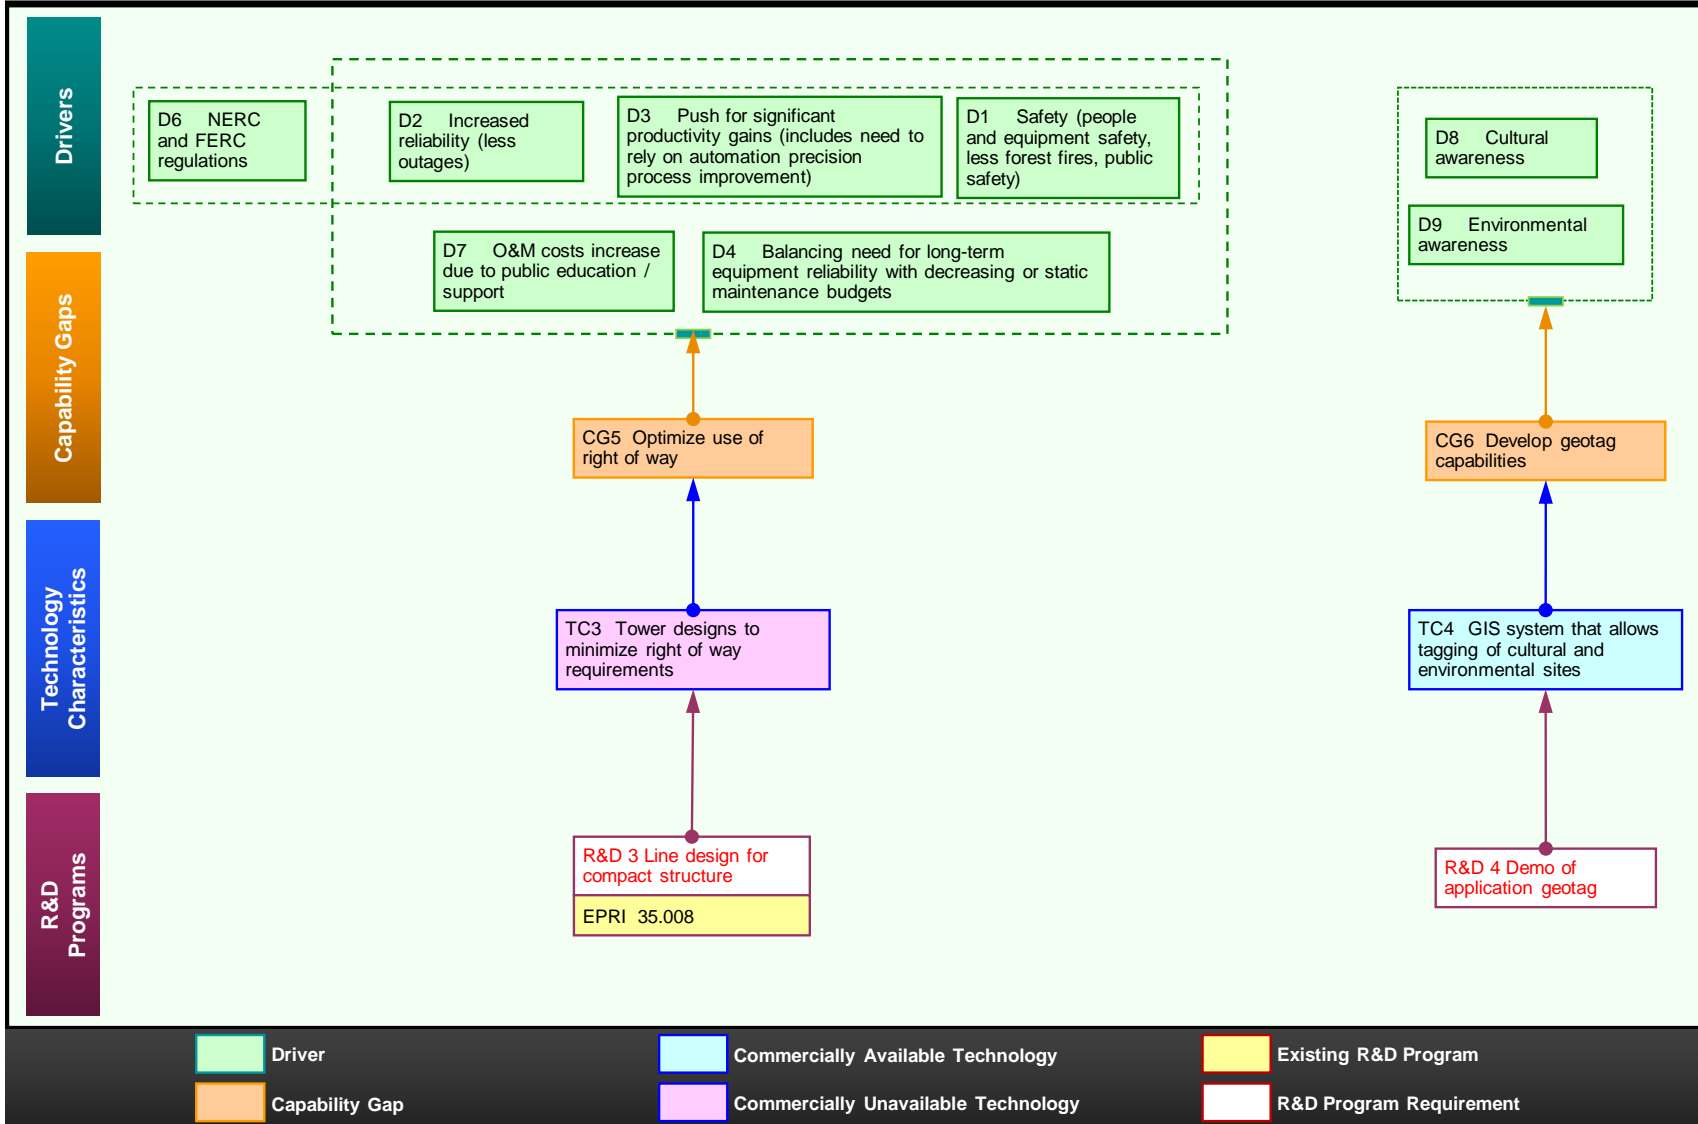 Drivers
D6 NERC
and FERC
regulations
D2 Increased
reliability (less
outages)
D3 Push for significant
productivity gains (includes need to
rely on automation precision
process improvement)
D1 Safety (people
and equipment safety,
less forest fires, public
safety)
D8 Cultural
awareness
D9 Environmental
awareness
D7 O&M costs increase
due to public education /
support
D4 Balancing need for long-term
equipment reliability with decreasing or static
maintenance budgets
Capability Gaps
CG5 Optimize use of
right of way
CG6 Develop geotag
capabilities
Technology
Characteristics
TC3 Tower designs to
minimize right of way
requirements
TC4 GIS system that allows
tagging of cultural and
environmental sites
R&D
Programs
R&D 3 Line design for
compact structure
EPRI 35.008
R&D 4 Demo of
application geotag
Driver
Commercially Available Technology
Existing R&D Program
Capability Gap
Commercially Unavailable Technology
R&D Program Requirement